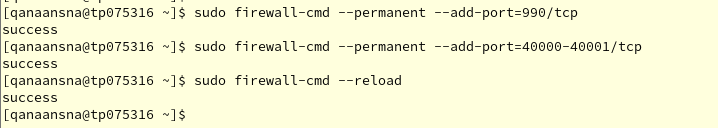 [qanaansna@tp075316 ~]$ sudo firewall-cmd --permanent --add-port=990/tcp
success
[qanaansna@tp075316 ~]$ sudo firewall-cmd --permanent --add-port=40000-40001/tcp
success
[qanaansna@tp075316 ~]$ sudo firewall-cmd --reload
success
[qanaansna@tp075316 ~]$